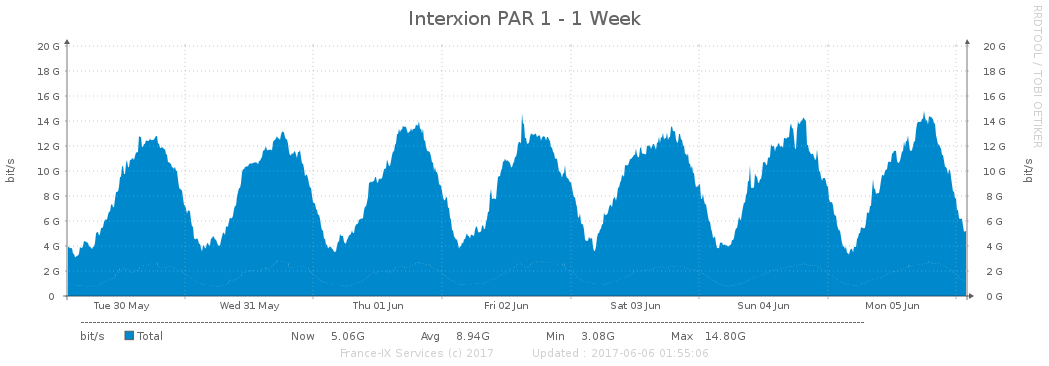 Interxion PAR 1 - 1 Week
RRDTOOL / TOBI OETIKER
20 G 20 G
18 G 18 G
16 G 16 G
14 G 14 G
12 G 12 G
10 G 10 G
8 G 8 G
6 G 6 G
4 G 4 G
2 G 2 G
0 0 G
bit/s
bit/s
Tue 30 May Wed 31 May Thu 01 Jun Fri 02 Jun Sat 03 Jun Sun 04 Jun Mon 05 Jun
bit/s Total Now 5.06G Avg 8.94G Min 3.08G Max 14.80G
France-IX Services (c) 2017 Updated : 2017-06-06 01:55:06